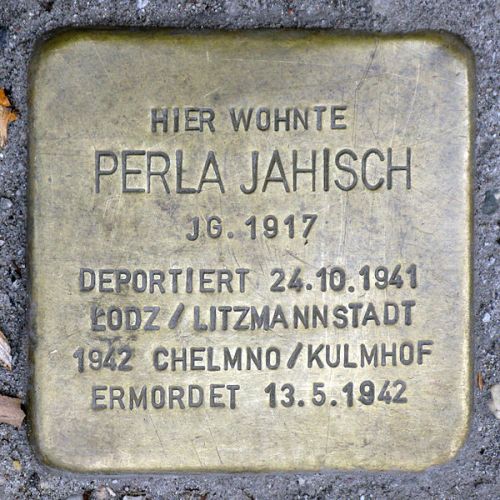 HIER WOHNTE
PERLA JAHISCH
JG. 1917
DEPORTIERT 24.10.1941
ŁODZ / LITZMANNSTADT
1942 CHELMNO / KULMHOF
ERMORDET 13.5.1942